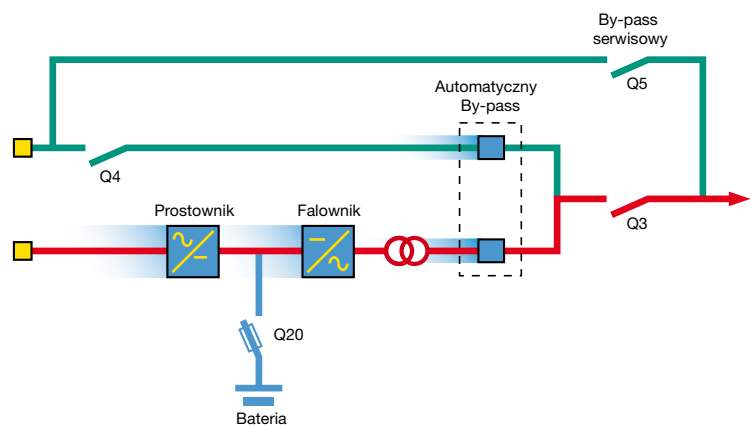 By-pass
serwisowy
Q5
Automatyczny
By-pass
Q4
Prostownik
Falownik
Q3
Q20
Bateria